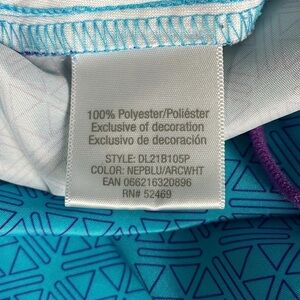 100% Polyester/Poliéster
Exclusive of decoration
Exclusivo de decoración
STYLE: DL21B105P
COLOR: NEPBLU/ARCWHT
EAN 066216320896
RN# 52469